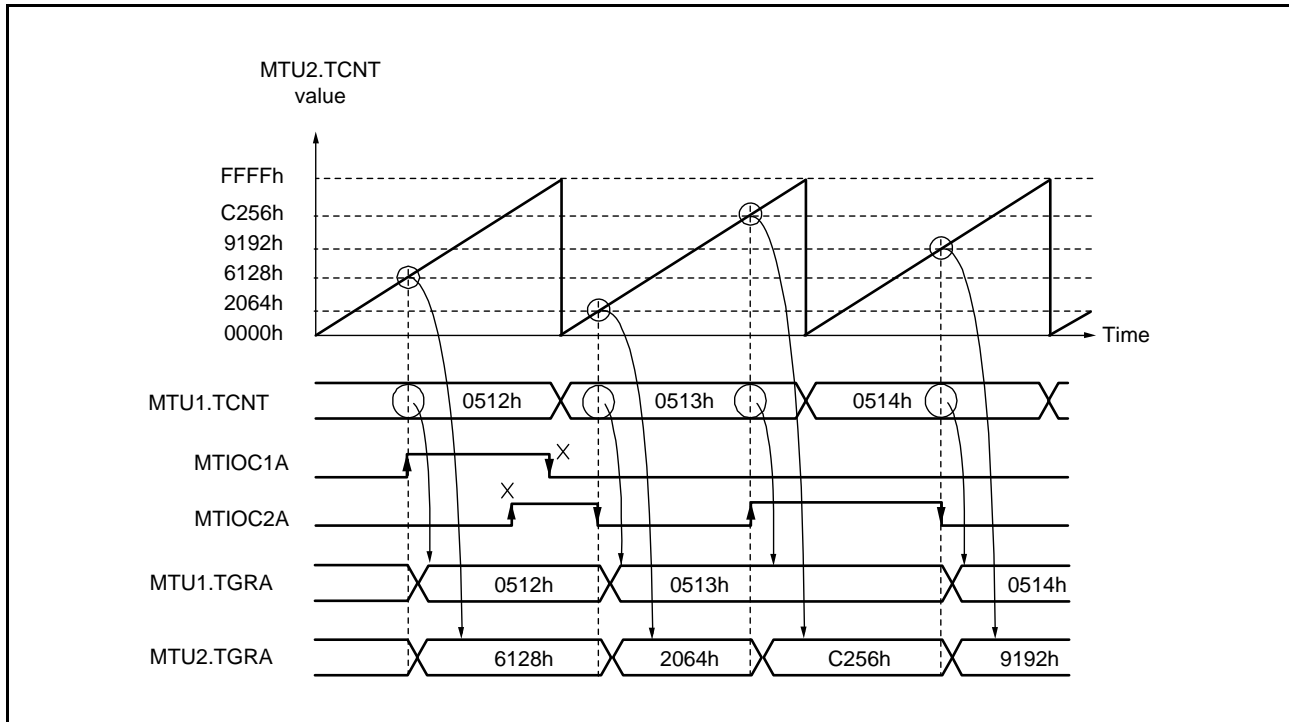 MTU2.TCNT
value
FFFFh
C256h
9192h
6128h
2064h
0000h
Time
MTU1.TCNT 0512h 0513h 0514h
MTIOC1A
MTIOC2A
MTU1.TGRA 0512h 0513h 0514h
MTU2.TGRA 6128h 2064h C256h 9192h